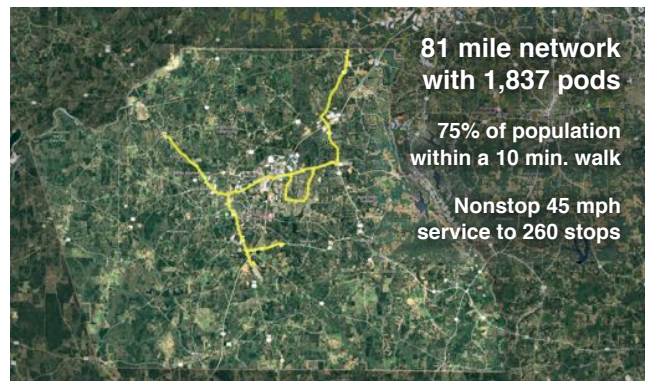 81 mile network
with 1,837 pods
75% of population
within a 10 min. walk
Nonstop 45 mph
service to 260 stops